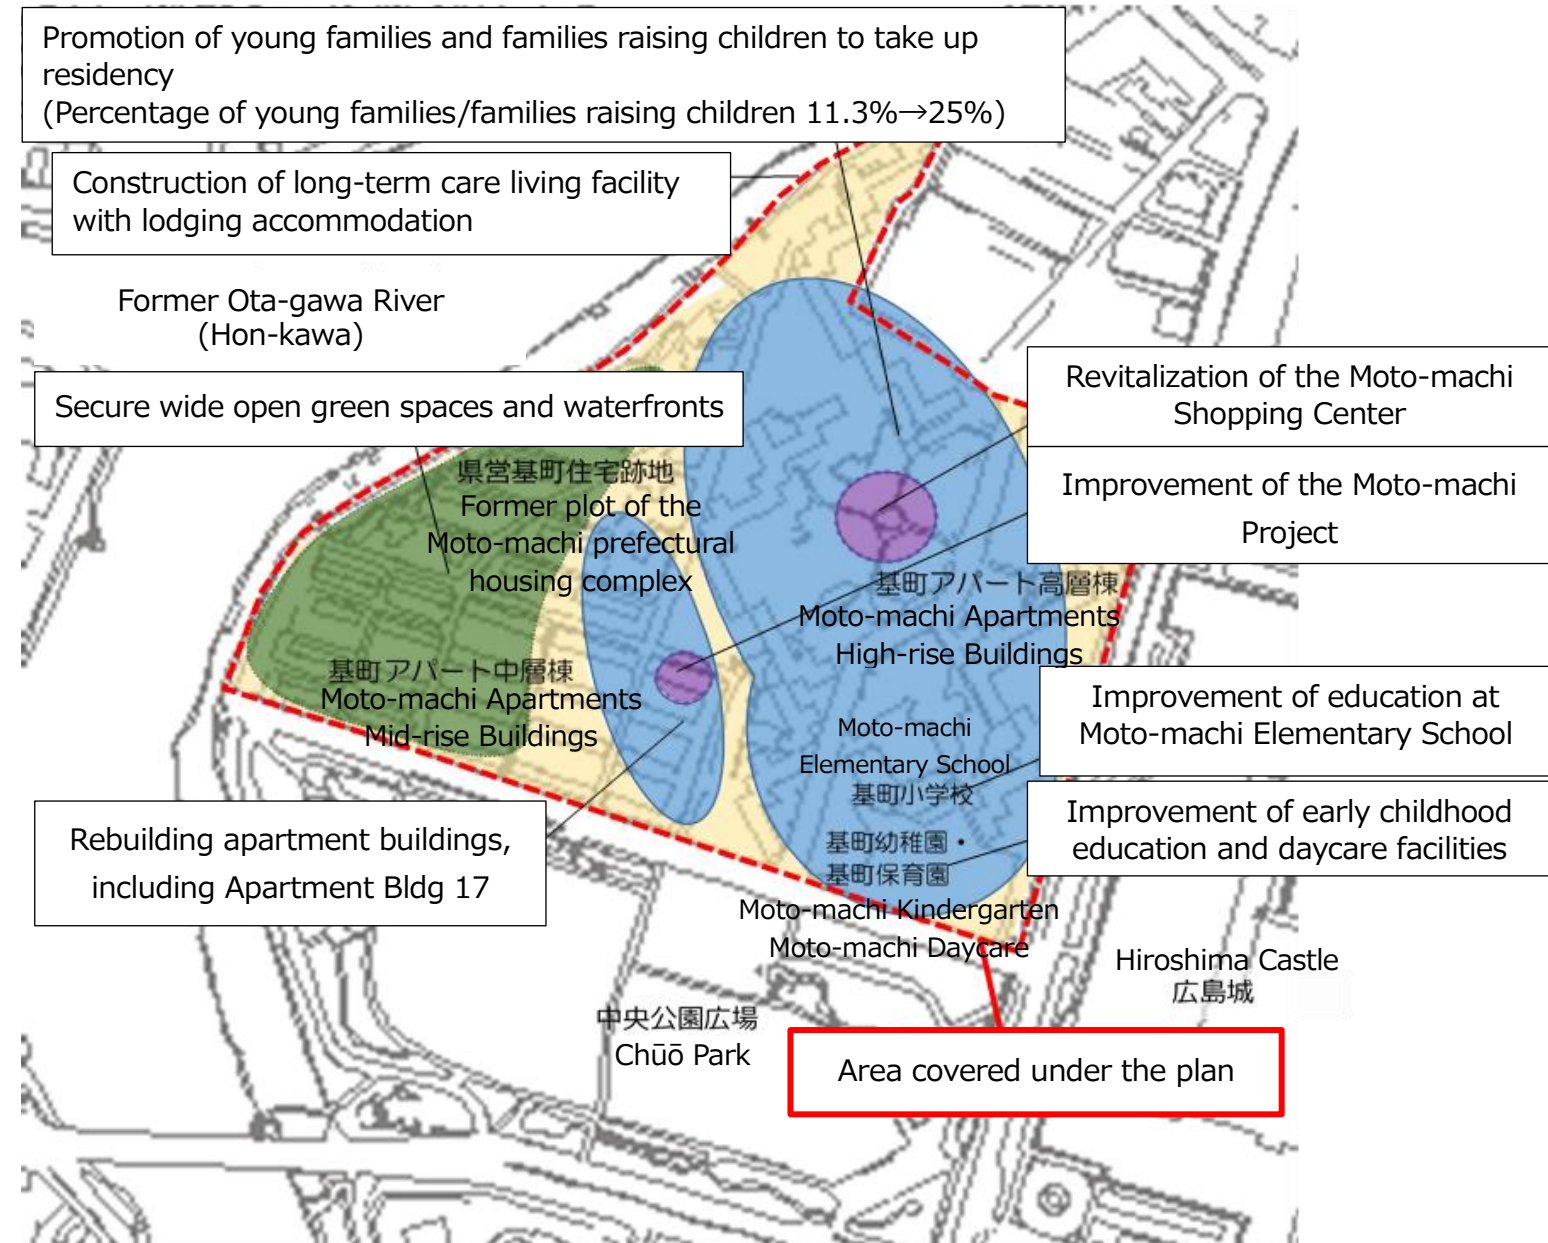 Promotion of young families and families raising children to take up
residency
(Percentage of young families/families raising children 11.3%→25%)
Construction of long-term care living facility
with lodging accommodation
Former Ota-gawa River
(Hon-kawa)
Secure wide open green spaces and waterfronts
Revitalization of the Moto-machi
Shopping Center
Improvement of the Moto-machi
Project
県営基町住宅跡地
Former plot of the
Moto-machi prefectural
housing complex
基町アパート高層棟
Moto-machi Apartments
High-rise Buildings
基町アパート中層棟
Moto-machi Apartments
Mid-rise Buildings
Moto-machi
Elementary School
基町小学校
Improvement of education at
Moto-machi Elementary School
Improvement of early childhood
education and daycare facilities
Rebuilding apartment buildings,
including Apartment Bldg 17
基町幼稚園・
基町保育園
Moto-machi Kindergarten
Moto-machi Daycare
Hiroshima Castle
広島城
中央公園広場
Chūō Park
Area covered under the plan